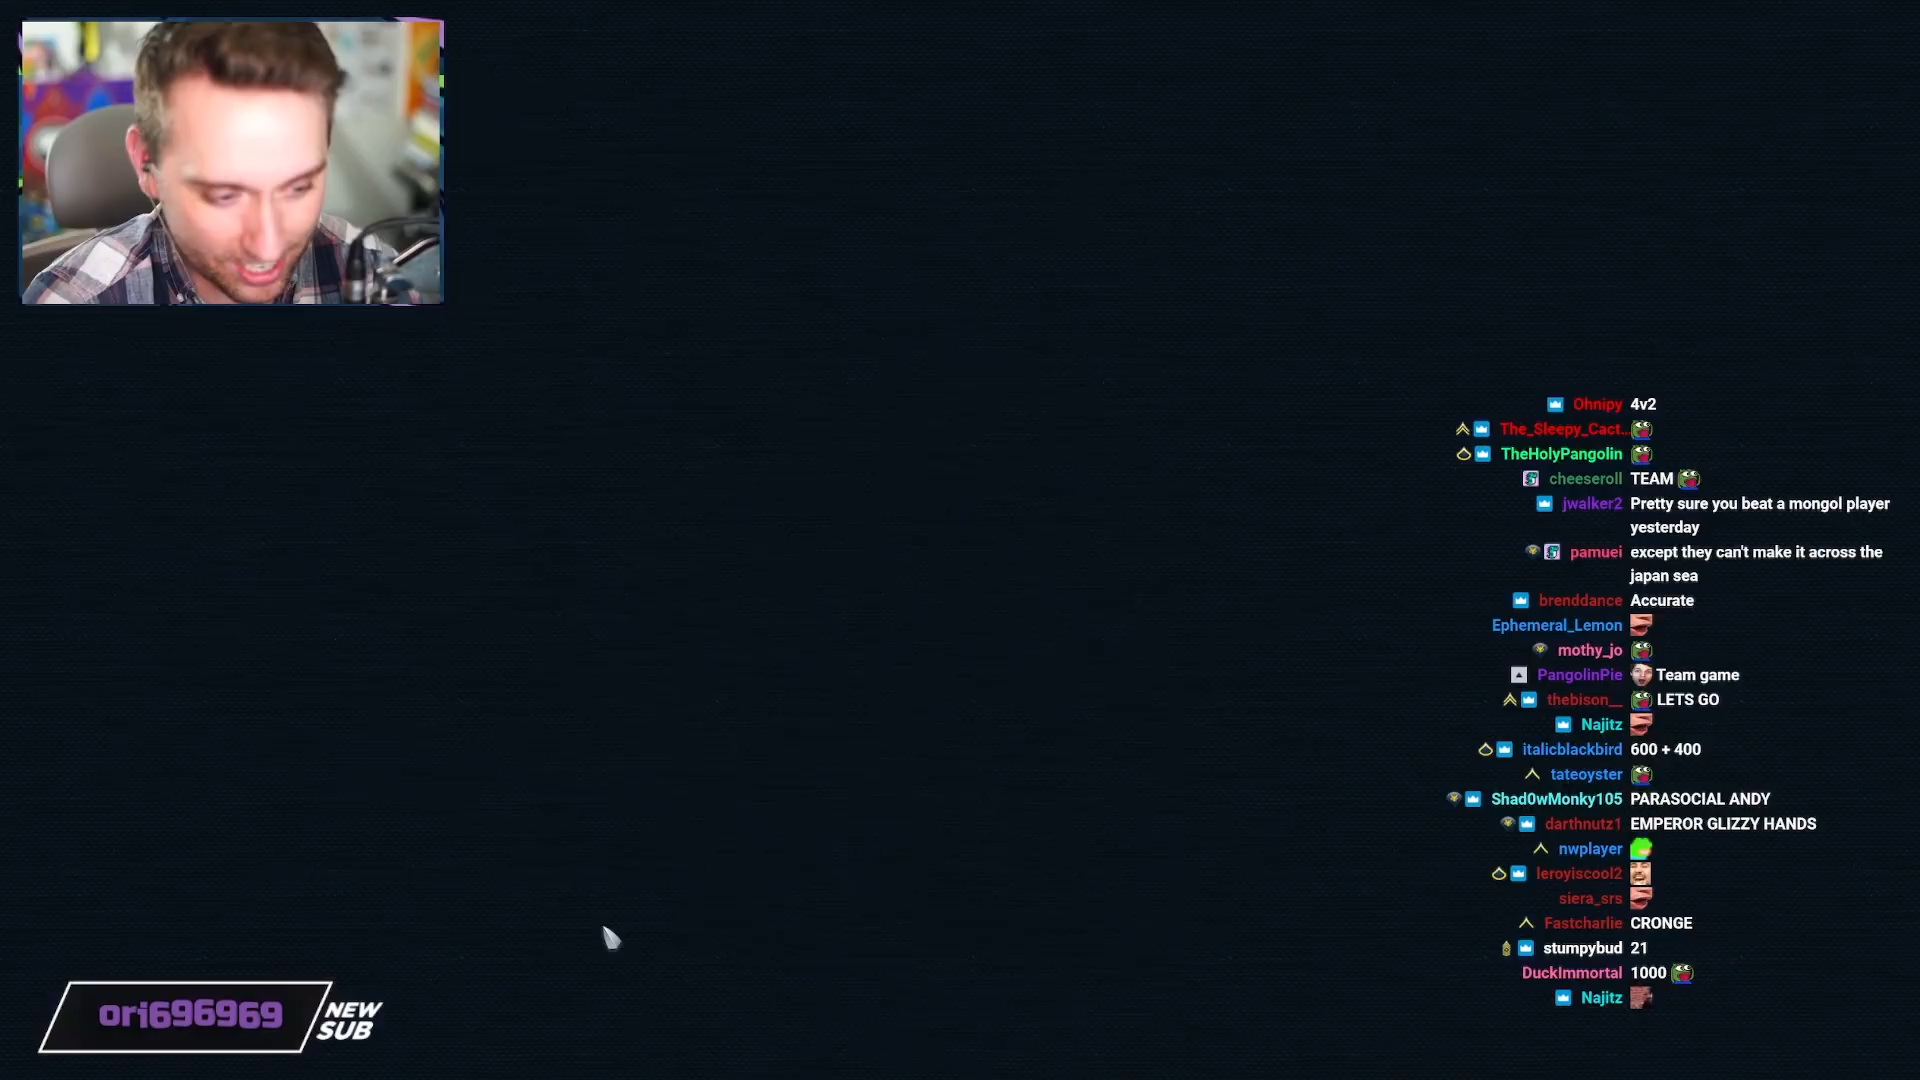 Ohnipy 4v2
The_Sleepy_Cact...
TheHolyPangolin
cheeseroll TEAM
jwalker2 Pretty sure you beat a mongol player
yesterday
pamuei except they can't make it across the
japan sea
brenddance Accurate
Ephemeral_Lemon
mothy_jo
PangolinPie Team game
thebison__ LETS GO
Najitz
italicblackbird 600 + 400
tateoyster
Shad0wMonky105 PARASOCIAL ANDY
darthnutz1 EMPEROR GLIZZY HANDS
nwplayer
leroyiscool2
siera_srs
Fastcharlie CRONGE
stumpybud 21
DuckImmortal 1000
Najitz
ori696969
NEW
SUB